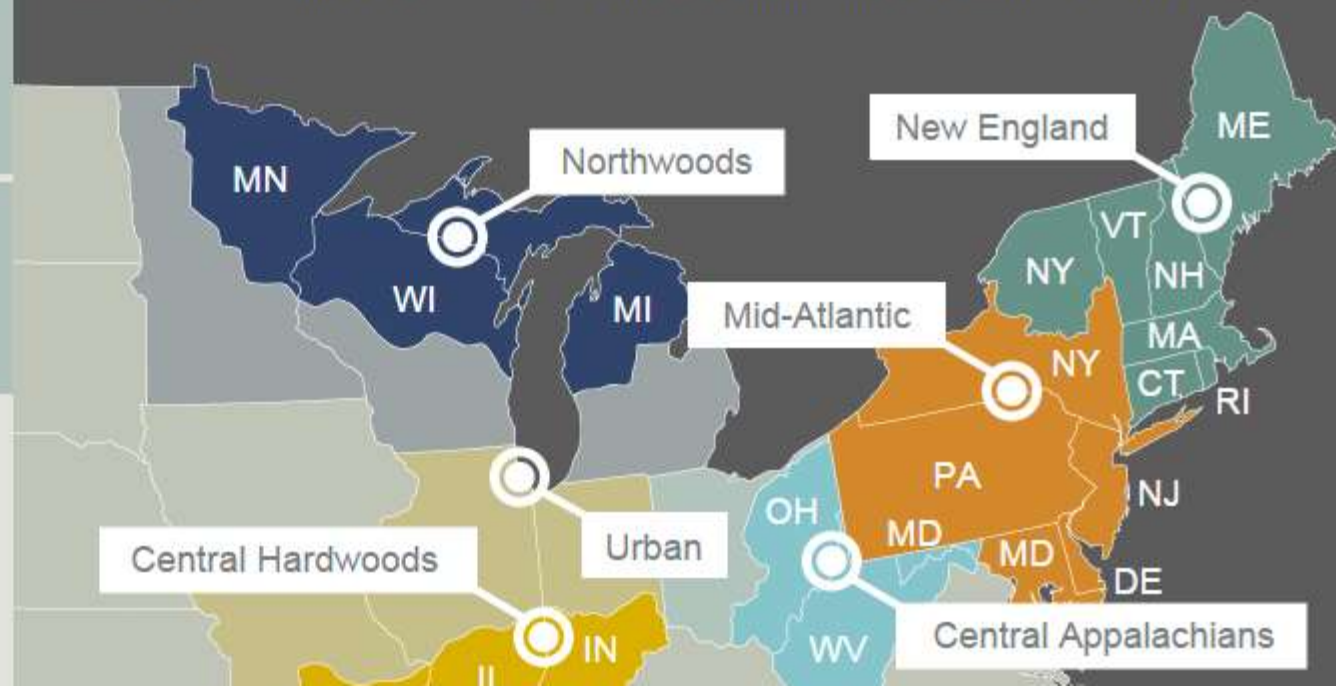 New England
ME
Northwoods
MN
VT
NY
NH
WI
MI
Mid-Atlantic
MA
NY
CT
RI
PA
NJ
OH
MD
Urban
MD
Central Hardwoods
DE
Central Appalachians
IN
WV
IL